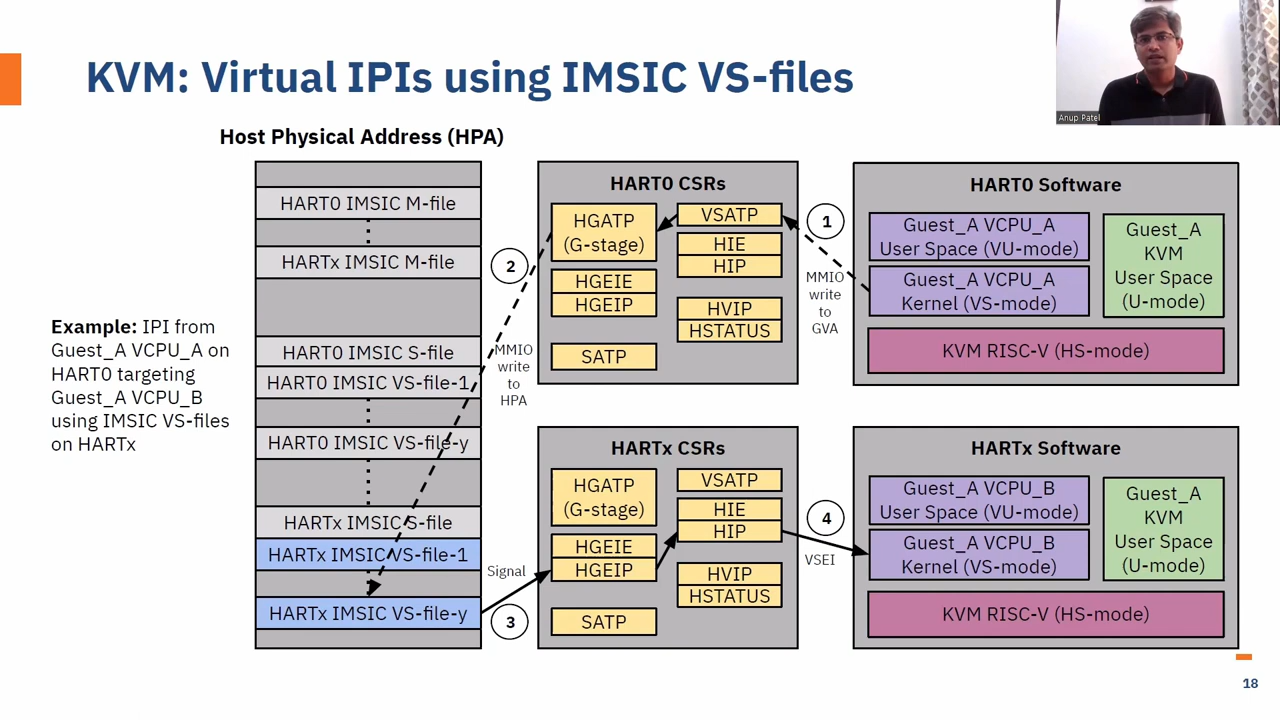 KVM: Virtual IPIs using IMSIC VS-files
Anup Patel
Host Physical Address (HPA)
HART0 IMSIC M-file
HARTx IMSIC M-file
HART0 IMSIC S-file
HART0 IMSIC VS-file-1
HART0 IMSIC VS-file-y
HARTx IMSIC S-file
HARTx IMSIC VS-file-1
HARTx IMSIC VS-file-y
Example: IPI from
Guest_A VCPU_A on
HART0 targeting
Guest_A VCPU_B
using IMSIC VS-files
on HARTx
2
MMIO
write
to
HPA
Signal
3
HART0 CSRs
HGATP
(G-stage)
HGEIE
HGEIP
SATP
VSATP
HIE
HIP
HVIP
HSTATUS
1
MMIO
write
to
GVA
HART0 Software
Guest_A VCPU_A
User Space (VU-mode)
Guest_A VCPU_A
Kernel (VS-mode)
Guest_A
KVM
User Space
(U-mode)
KVM RISC-V (HS-mode)
HARTx CSRs
HGATP
(G-stage)
HGEIE
HGEIP
SATP
VSATP
HIE
HIP
HVIP
HSTATUS
4
VSEI
HARTx Software
Guest_A VCPU_B
User Space (VU-mode)
Guest_A VCPU_B
Kernel (VS-mode)
Guest_A
KVM
User Space
(U-mode)
KVM RISC-V (HS-mode)
18